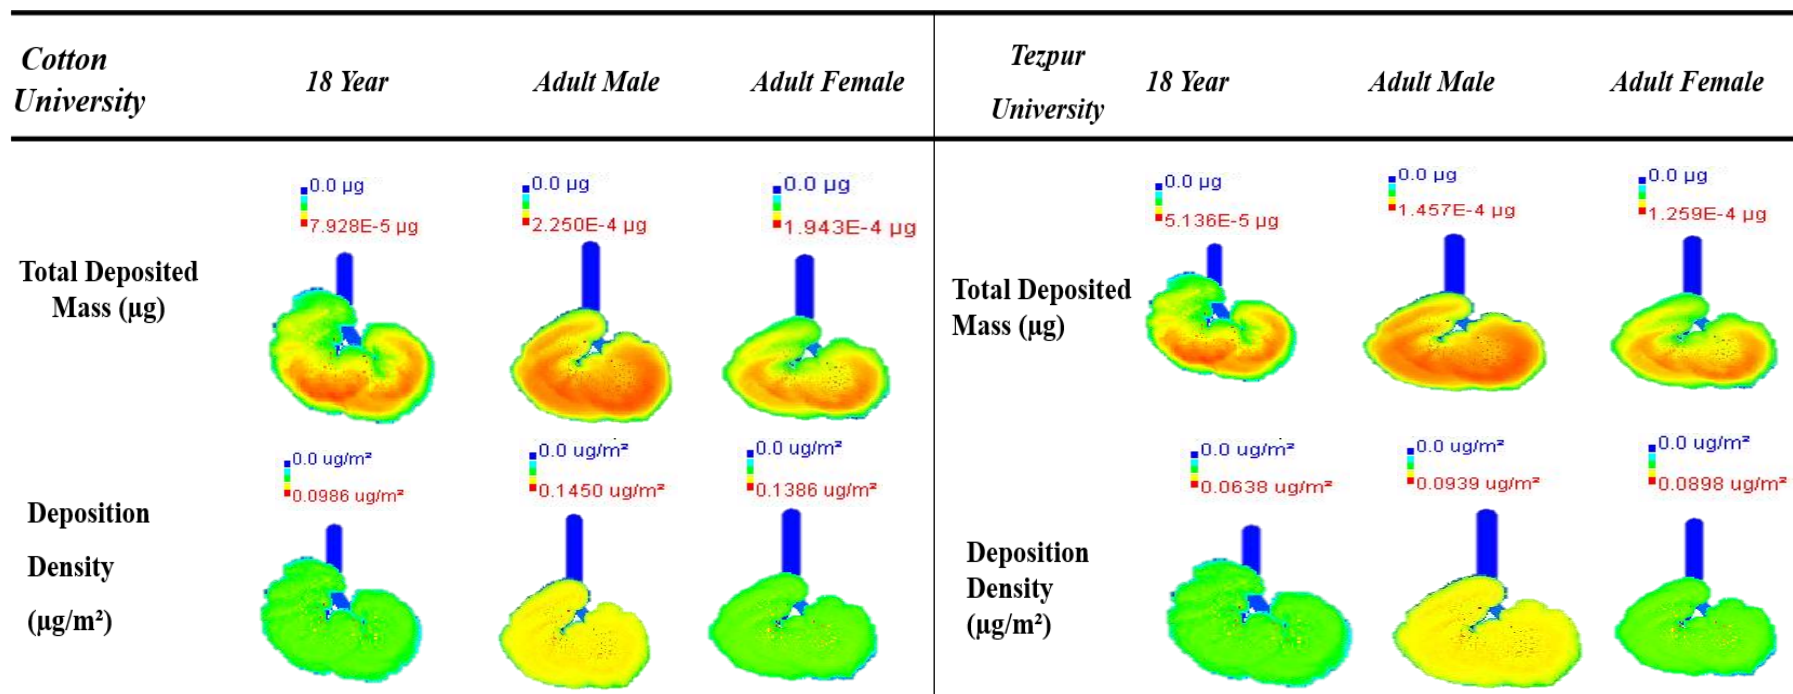 Cotton
University
18 Year
Adult Male
Adult Female
Tezpur
University
18 Year
Adult Male
Adult Female
Total Deposited
Mass (µg)
0.0 µg
7.928E-5 µg
0.0 µg
2.250E-4 µg
0.0 µg
1.943E-4 µg
Total Deposited
Mass (µg)
0.0 µg
5.136E-5 µg
0.0 µg
1.457E-4 µg
0.0 µg
1.259E-4 µg
Deposition
Density
(µg/m²)
0.0 ug/m²
0.0986 ug/m²
0.0 ug/m²
0.1450 ug/m²
0.0 ug/m²
0.1386 ug/m²
Deposition
Density
(µg/m²)
0.0 ug/m²
0.0638 ug/m²
0.0 ug/m²
0.0939 ug/m²
0.0 ug/m²
0.0898 ug/m²